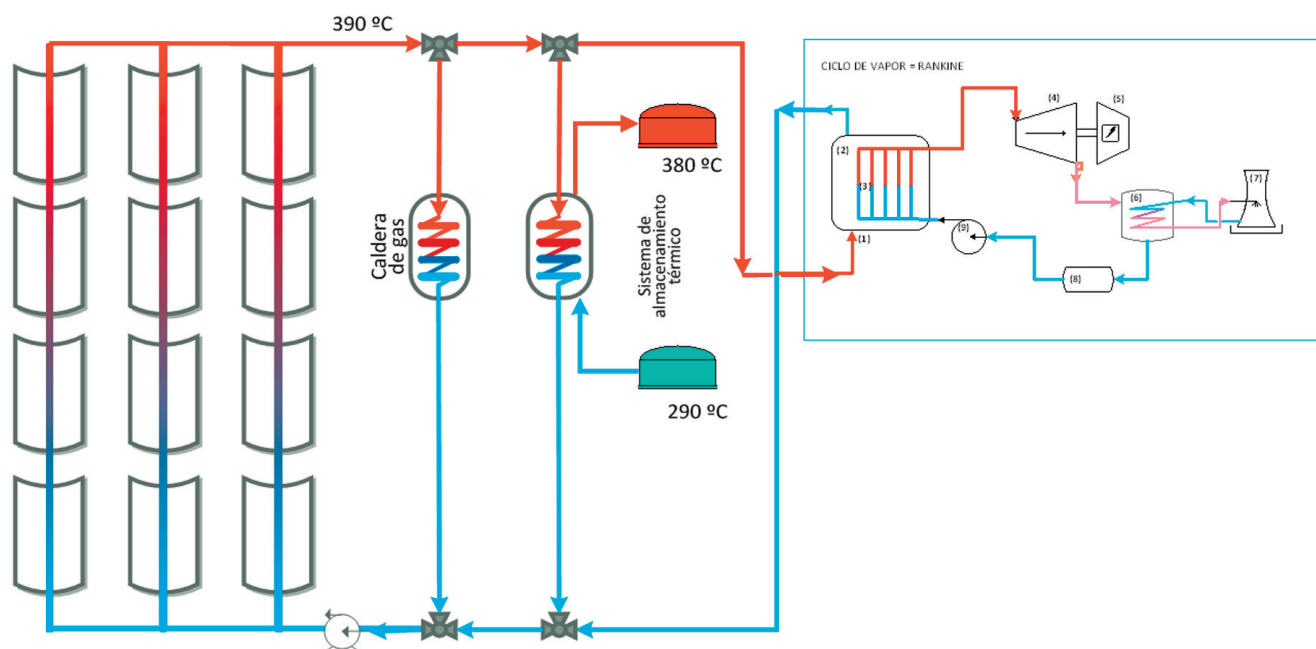 390 ºC
CICLO DE VAPOR = RANKINE
(4)
(5)
(2)
380 ºC
(3)
(7)
(6)
Caldera
de gas
Sistema de
almacenamiento
térmico
(1)
(9)
(8)
290 ºC